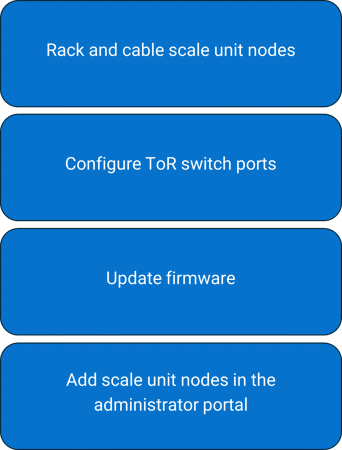 Rack and cable scale unit nodes
Configure ToR switch ports
Update firmware
Add scale unit nodes in the
administrator portal